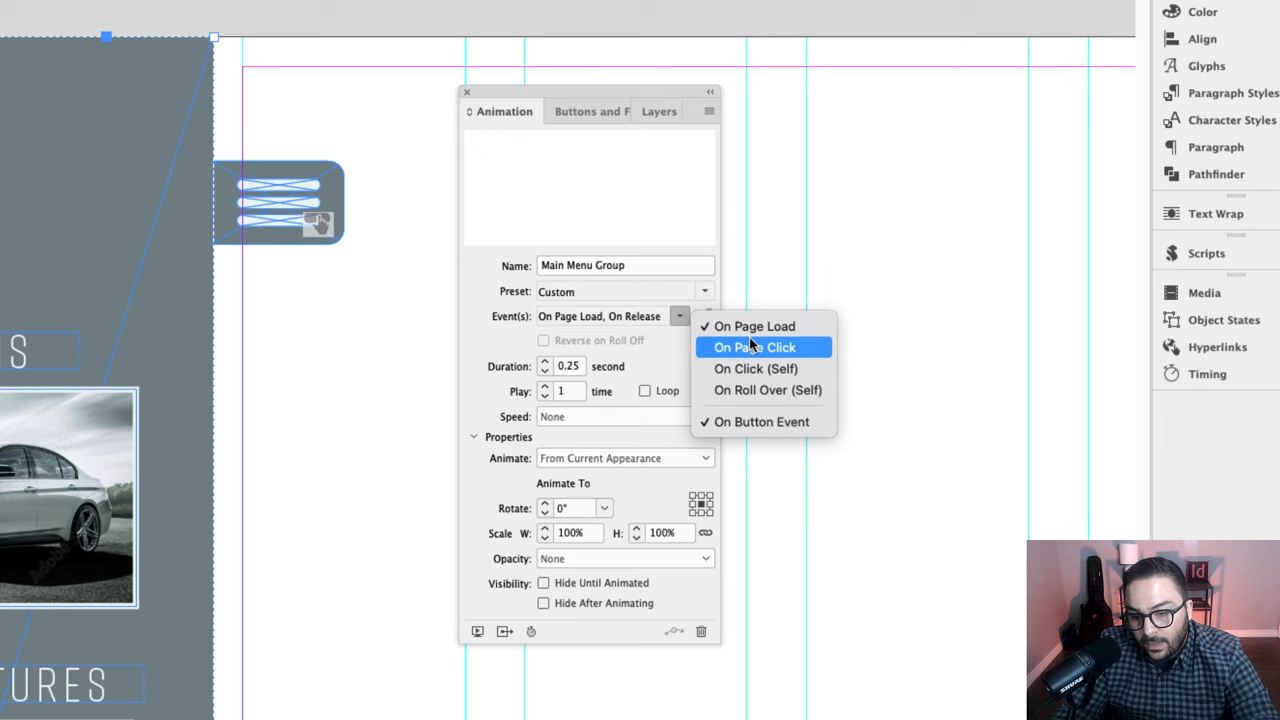 Color
Align
Glyphs
Paragraph Styles
Character Styles
Paragraph
Pathfinder
Text Wrap
Scripts
Media
Object States
Hyperlinks
Timing
Animation
Buttons and F
Layers
Name: Main Menu Group
Preset: Custom
Event(s): On Page Load, On Release
Reverse on Roll Off
Duration: 0.25 second
Play: 1 time Loop
Speed: None
Properties
Animate: From Current Appearance
Animate To
Rotate: 0°
Scale W: 100% H: 100%
Opacity: None
Visibility: Hide Until Animated
Hide After Animating
On Page Load
On Page Click
On Click (Self)
On Roll Over (Self)
On Button Event
S
TURES
Id
SHURE